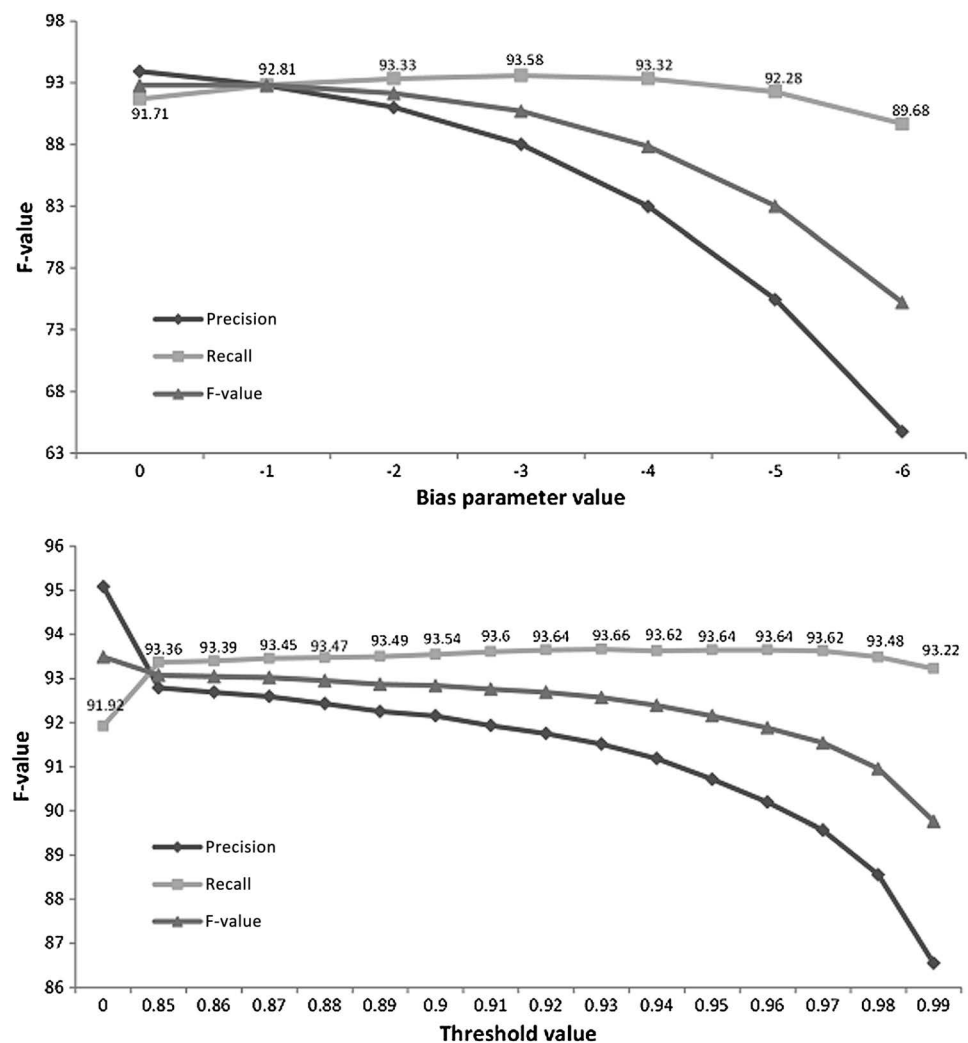 98
93
88
83
78
73
68
63
F-value
91.71
92.81
93.33
93.58
93.32
92.28
89.68
Precision
Recall
F-value
0 -1 -2 -3 -4 -5 -6
Bias parameter value
96
95
94
93
92
91
90
89
88
87
86
F-value
91.92
93.36 93.39 93.45 93.47 93.49 93.54 93.6 93.64 93.66 93.62 93.64 93.64 93.62 93.48 93.22
Precision
Recall
F-value
0 0.85 0.86 0.87 0.88 0.89 0.9 0.91 0.92 0.93 0.94 0.95 0.96 0.97 0.98 0.99
Threshold value